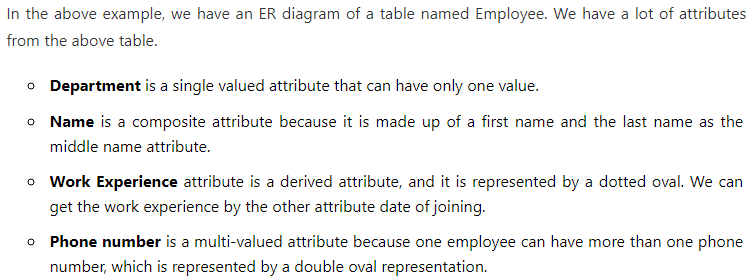 In the above example, we have an ER diagram of a table named Employee. We have a lot of attributes
from the above table.
Department is a single valued attribute that can have only one value.
Name is a composite attribute because it is made up of a first name and the last name as the
middle name attribute.
Work Experience attribute is a derived attribute, and it is represented by a dotted oval. We can
get the work experience by the other attribute date of joining.
Phone number is a multi-valued attribute because one employee can have more than one phone
number, which is represented by a double oval representation.